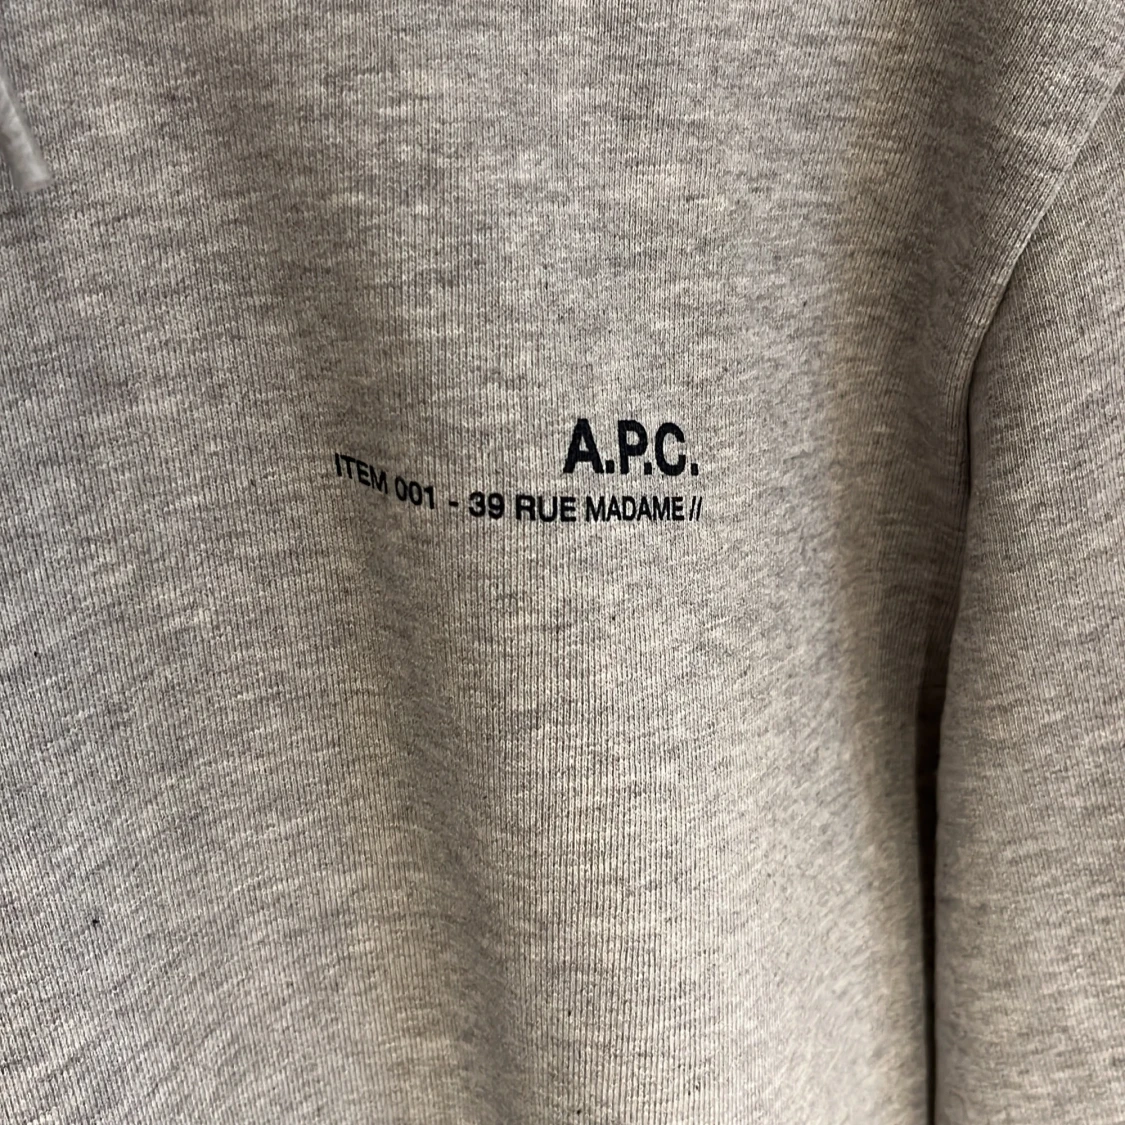 A.P.C.
ITEM 001 - 39 RUE MADAME //